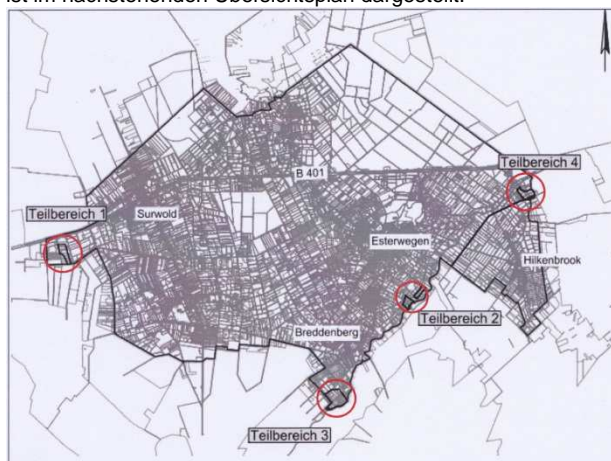 ist im nachstehenden Übersichtsplan dargestellt.
Teilbereich 4
B 401
Teilbereich 1
Surwold
Esterwegen
Hilkenbrook
Teilbereich 2
Breddenberg
Teilbereich 3